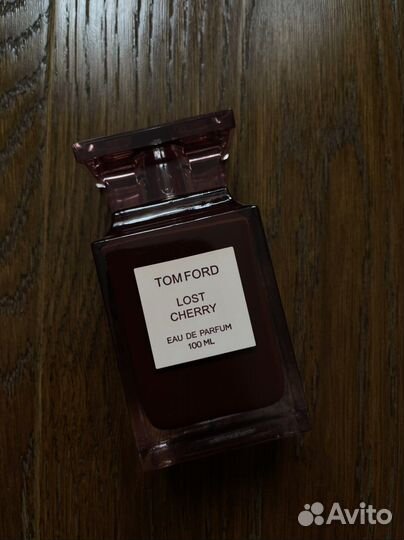 TOM FORD
LOST
CHERRY
EAU DE PARFUM
100 ML
Avito